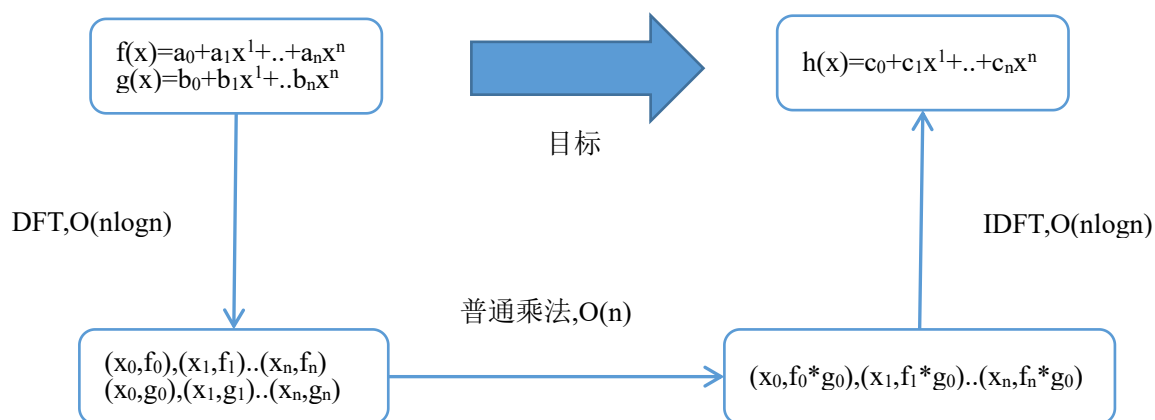 f(x)=a₀+a₁x¹+..+aₙxⁿ
g(x)=b₀+b₁x¹+..bₙxⁿ
h(x)=c₀+c₁x¹+..+cₙxⁿ
目标
DFT,O(nlogn)
IDFT,O(nlogn)
普通乘法,O(n)
(x₀,f₀),(x₁,f₁)..(xₙ,fₙ)
(x₀,g₀),(x₁,g₁)..(xₙ,gₙ)
(x₀,f₀*g₀),(x₁,f₁*g₀)..(xₙ,fₙ*g₀)